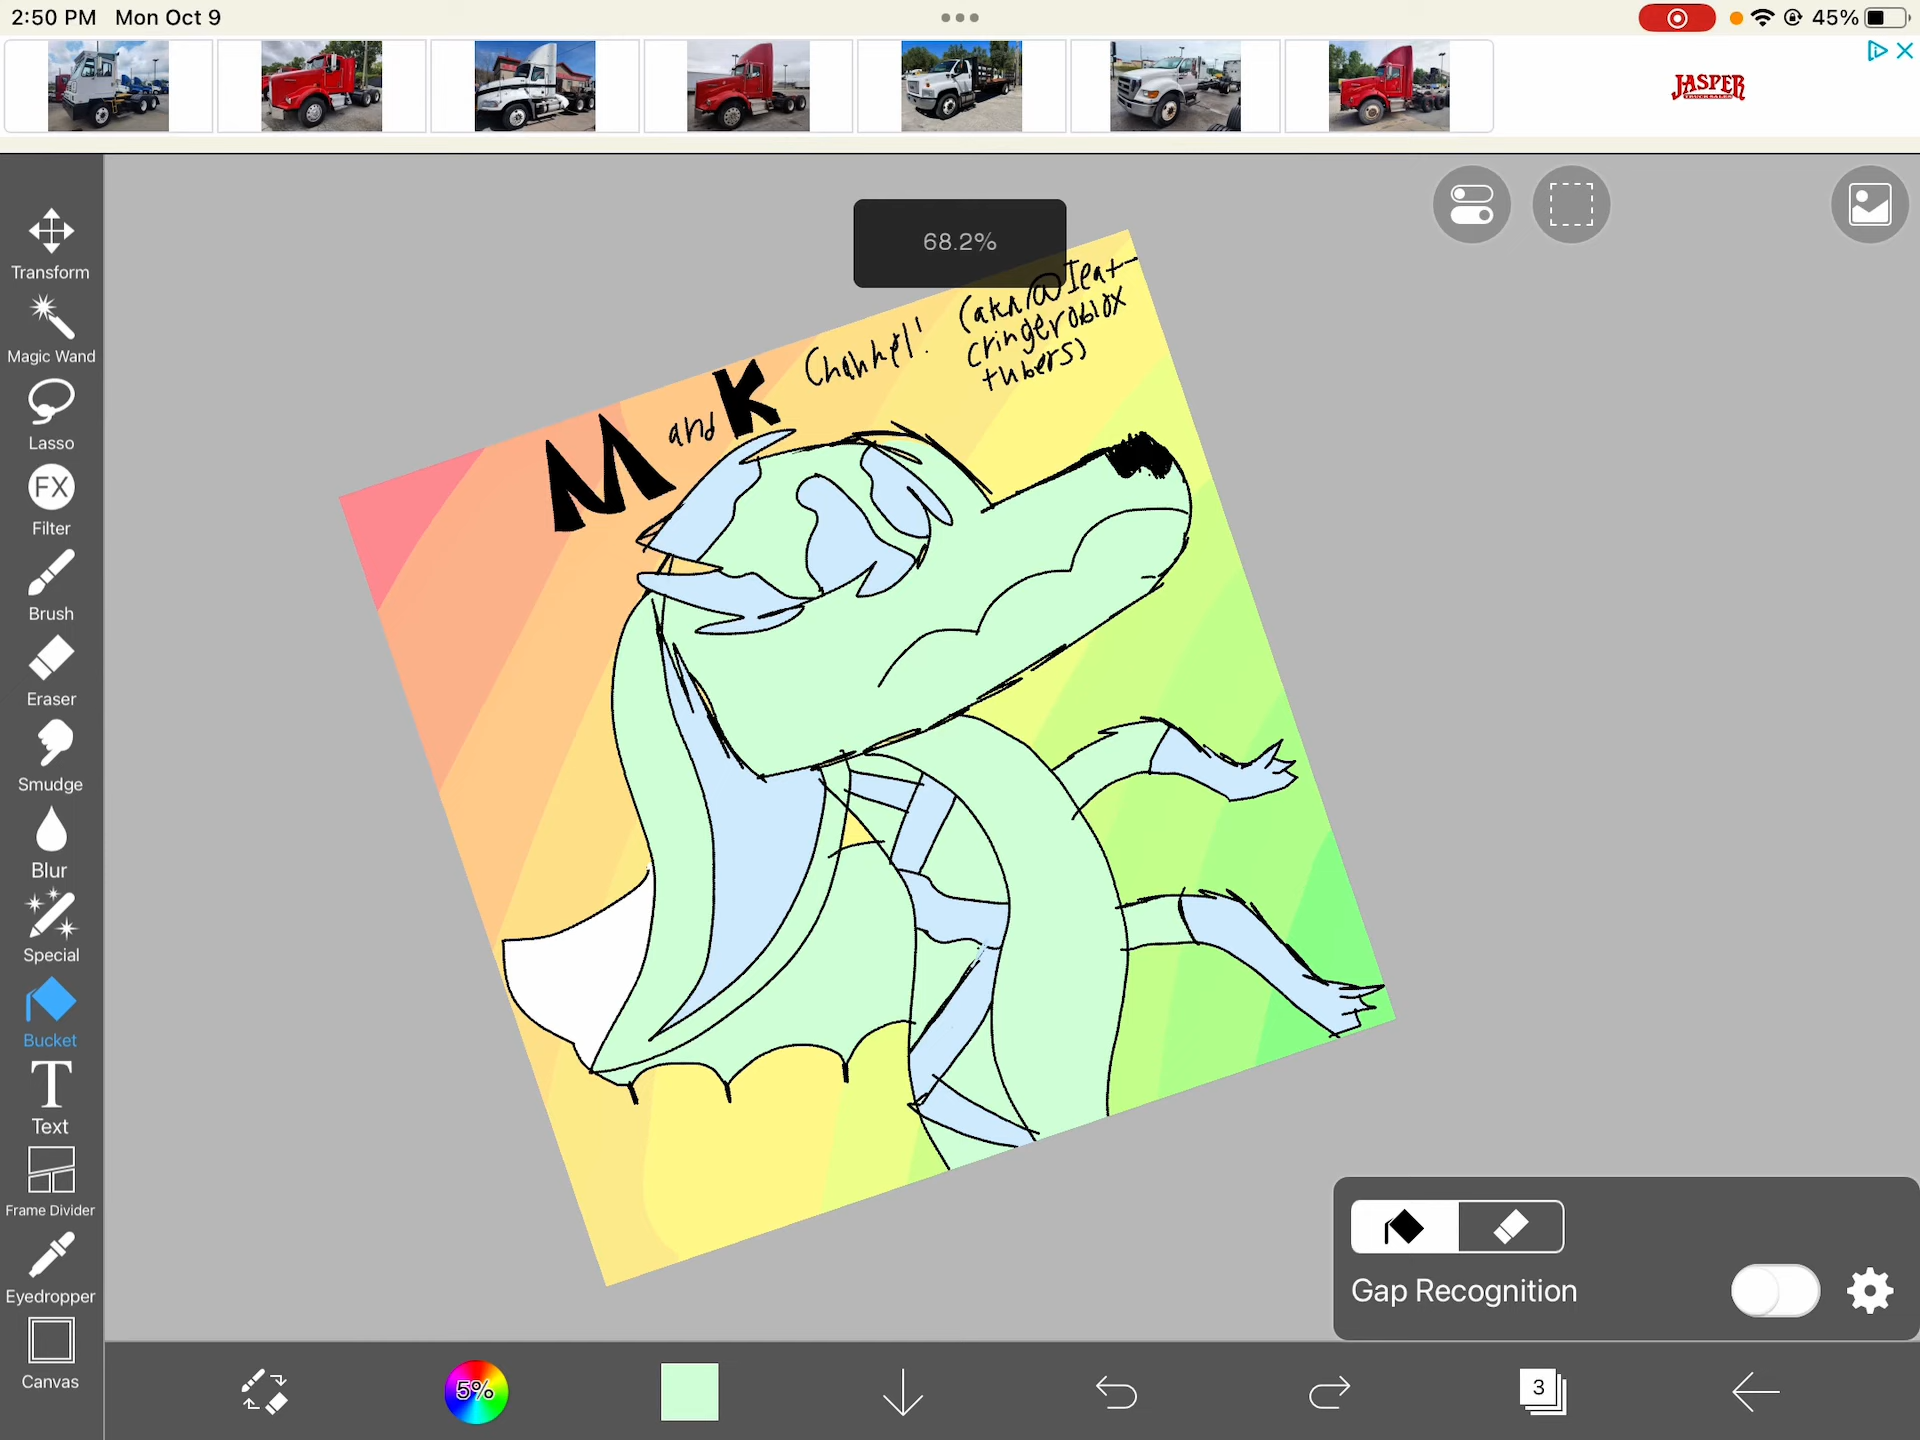 2:50 PM Mon Oct 9
45%
JASPER
68.2%
(aka @Ieat-
cringeroblox
tubers)
Channel!
M and K
Transform
Magic Wand
Lasso
FX
Filter
Brush
Eraser
Smudge
Blur
Special
Bucket
T
Text
Frame Divider
Eyedropper
Canvas
Gap Recognition
5%
3